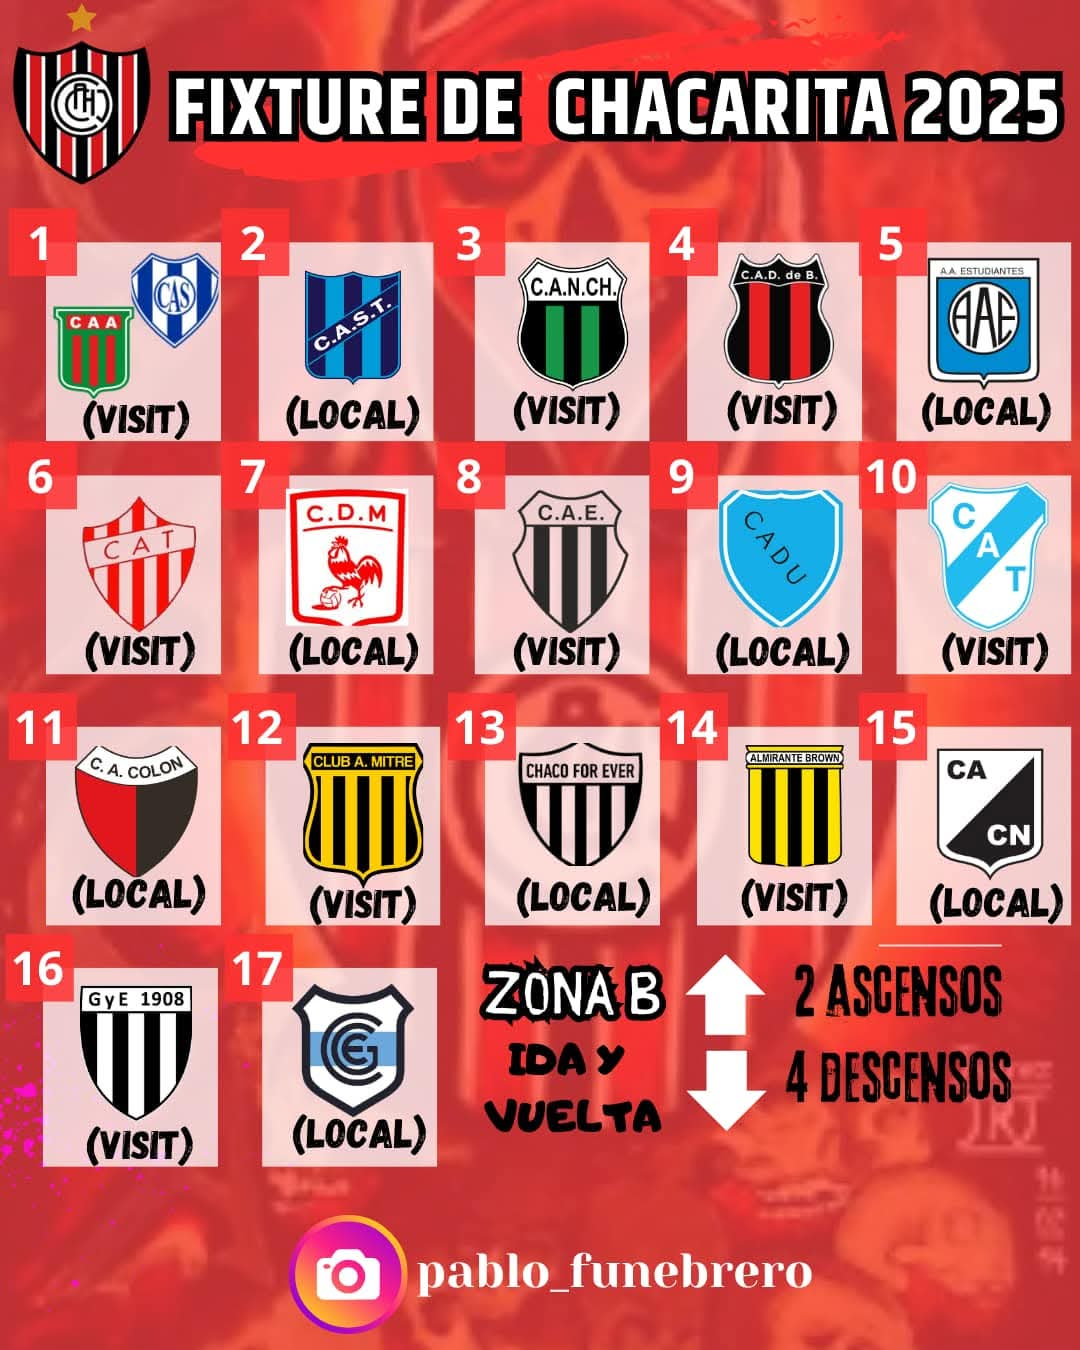 FIXTURE DE CHACARITA 2025
1
CAS
CAA
(VISIT)
2
C.A.S.T.
(LOCAL)
3
C.A.N.CH.
(VISIT)
4
C.A.D. de B.
(VISIT)
5
A.A. ESTUDIANTES
AAE
(LOCAL)
6
CAT
(VISIT)
7
C.D.M
(LOCAL)
8
C.A.E.
(VISIT)
9
CADU
(LOCAL)
10
CAT
(VISIT)
11
C. A. COLON
(LOCAL)
12
CLUB A. MITRE
(VISIT)
13
CHACO FOR EVER
(LOCAL)
14
ALMIRANTE BROWN
(VISIT)
15
CA
CN
(LOCAL)
16
GyE 1908
(VISIT)
17
(LOCAL)
ZONA B
IDA Y
VUELTA
2 ASCENSOS
4 DESCENSOS
pablo_funebrero